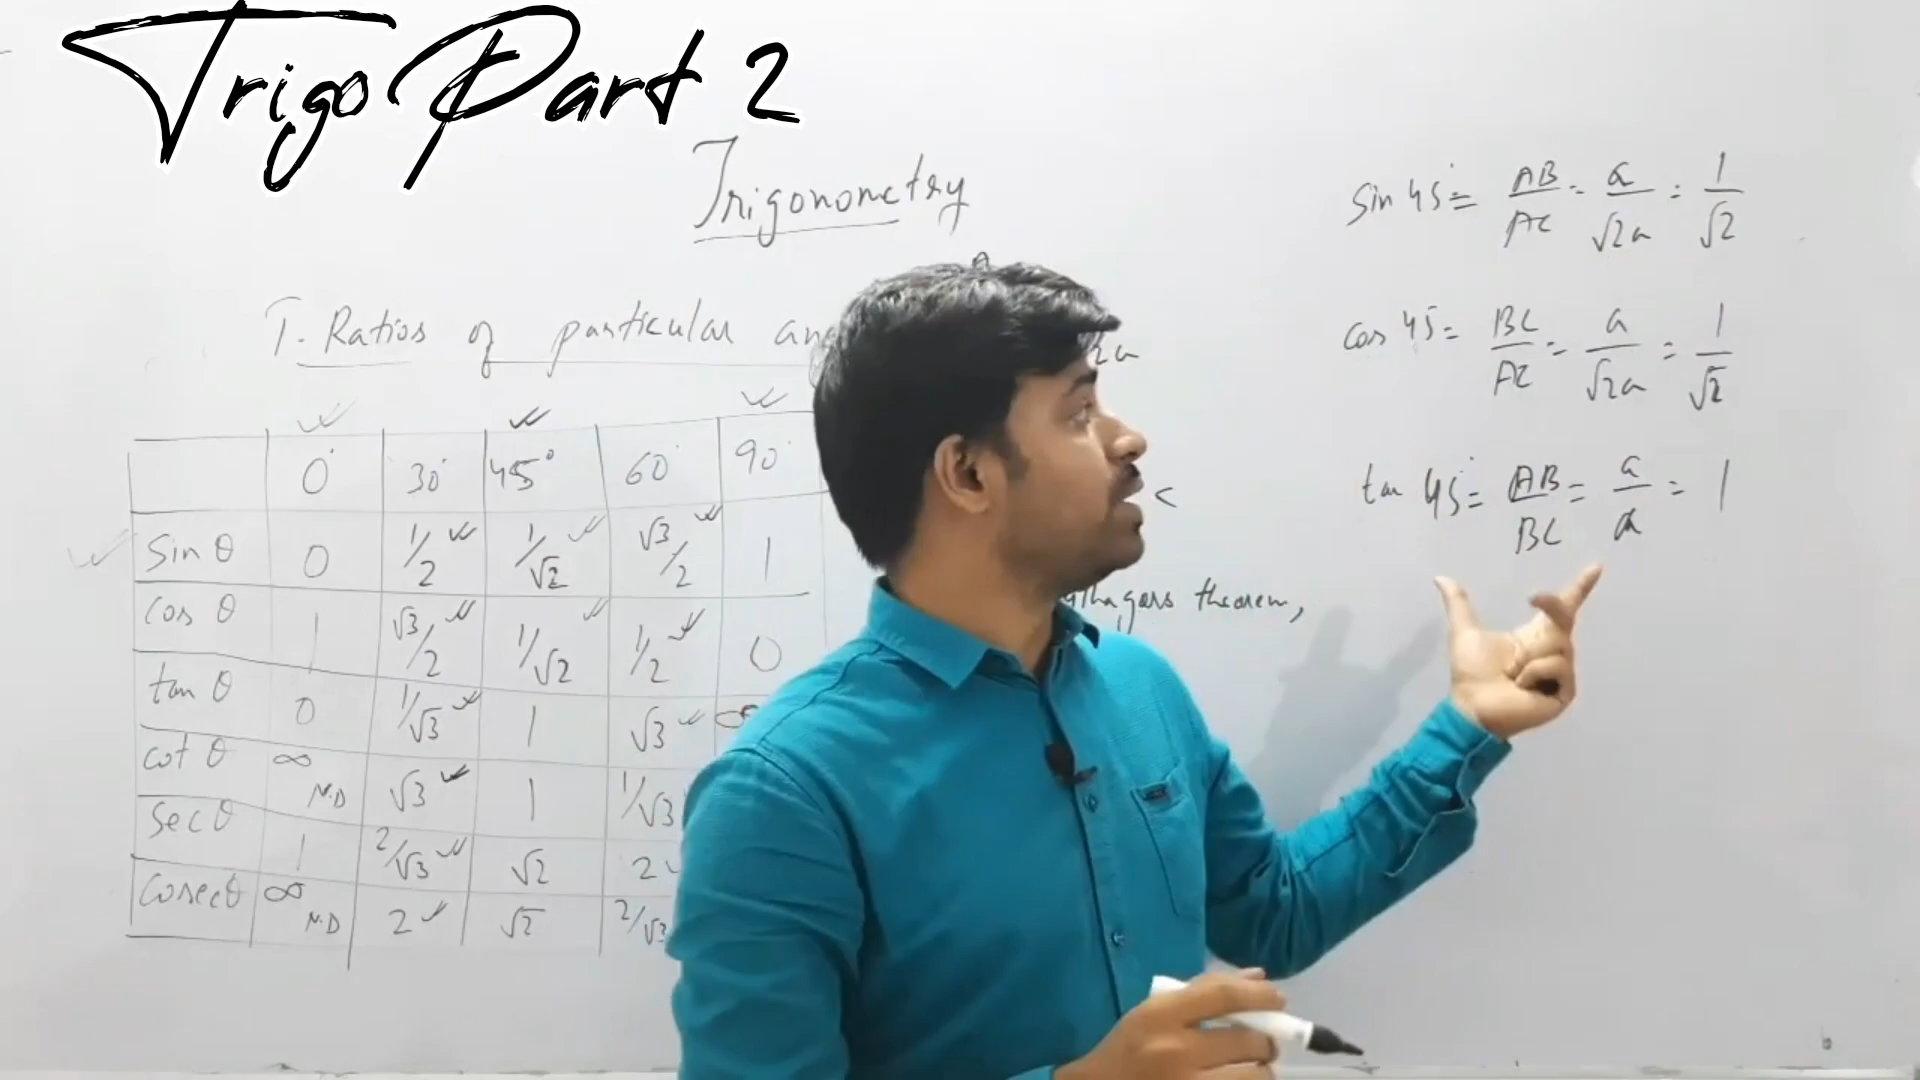 Trigo Part 2
Trigonometry
A
T. Ratios of particular
0° 30° 45° 60° 90°
Sin θ 0 1/2 1/√2 √3/2 1
cos θ 1 √3/2 1/√2 1/2 0
tan θ 0 1/√3 1 √3 ∞
cot θ ∞ N.D √3 1 1/√3
Sec θ 1 2/√3 √2 2
Cosec θ ∞ N.D 2 √2 2/√3
theorem,
Sin 45° = AB/AC = a/√2a = 1/√2
cos 45° = BC/AC = a/√2a = 1/√2
tan 45° = AB/BC = a/a = 1